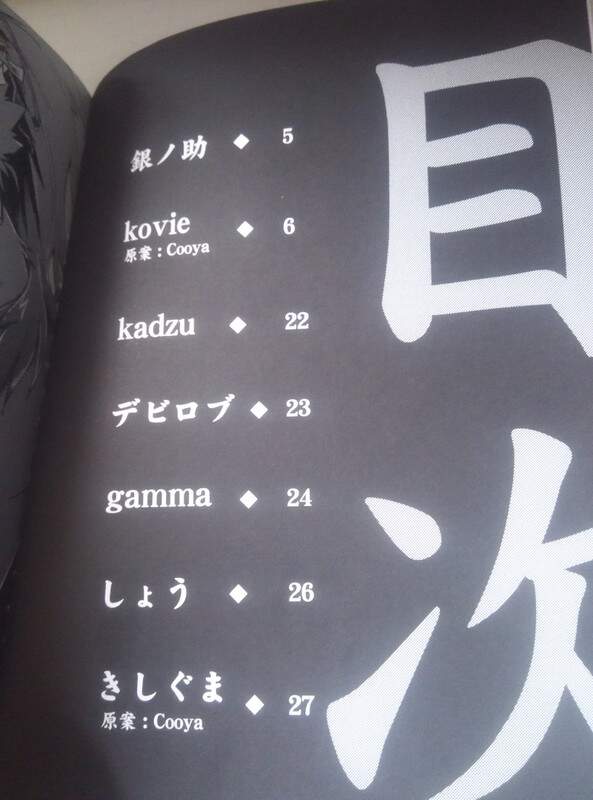 目次
銀ノ助 ◆ 5
kovie ◆ 6
原案：Cooya
kadzu ◆ 22
デビロブ ◆ 23
gamma ◆ 24
しょう ◆ 26
きしぐま ◆ 27
原案：Cooya